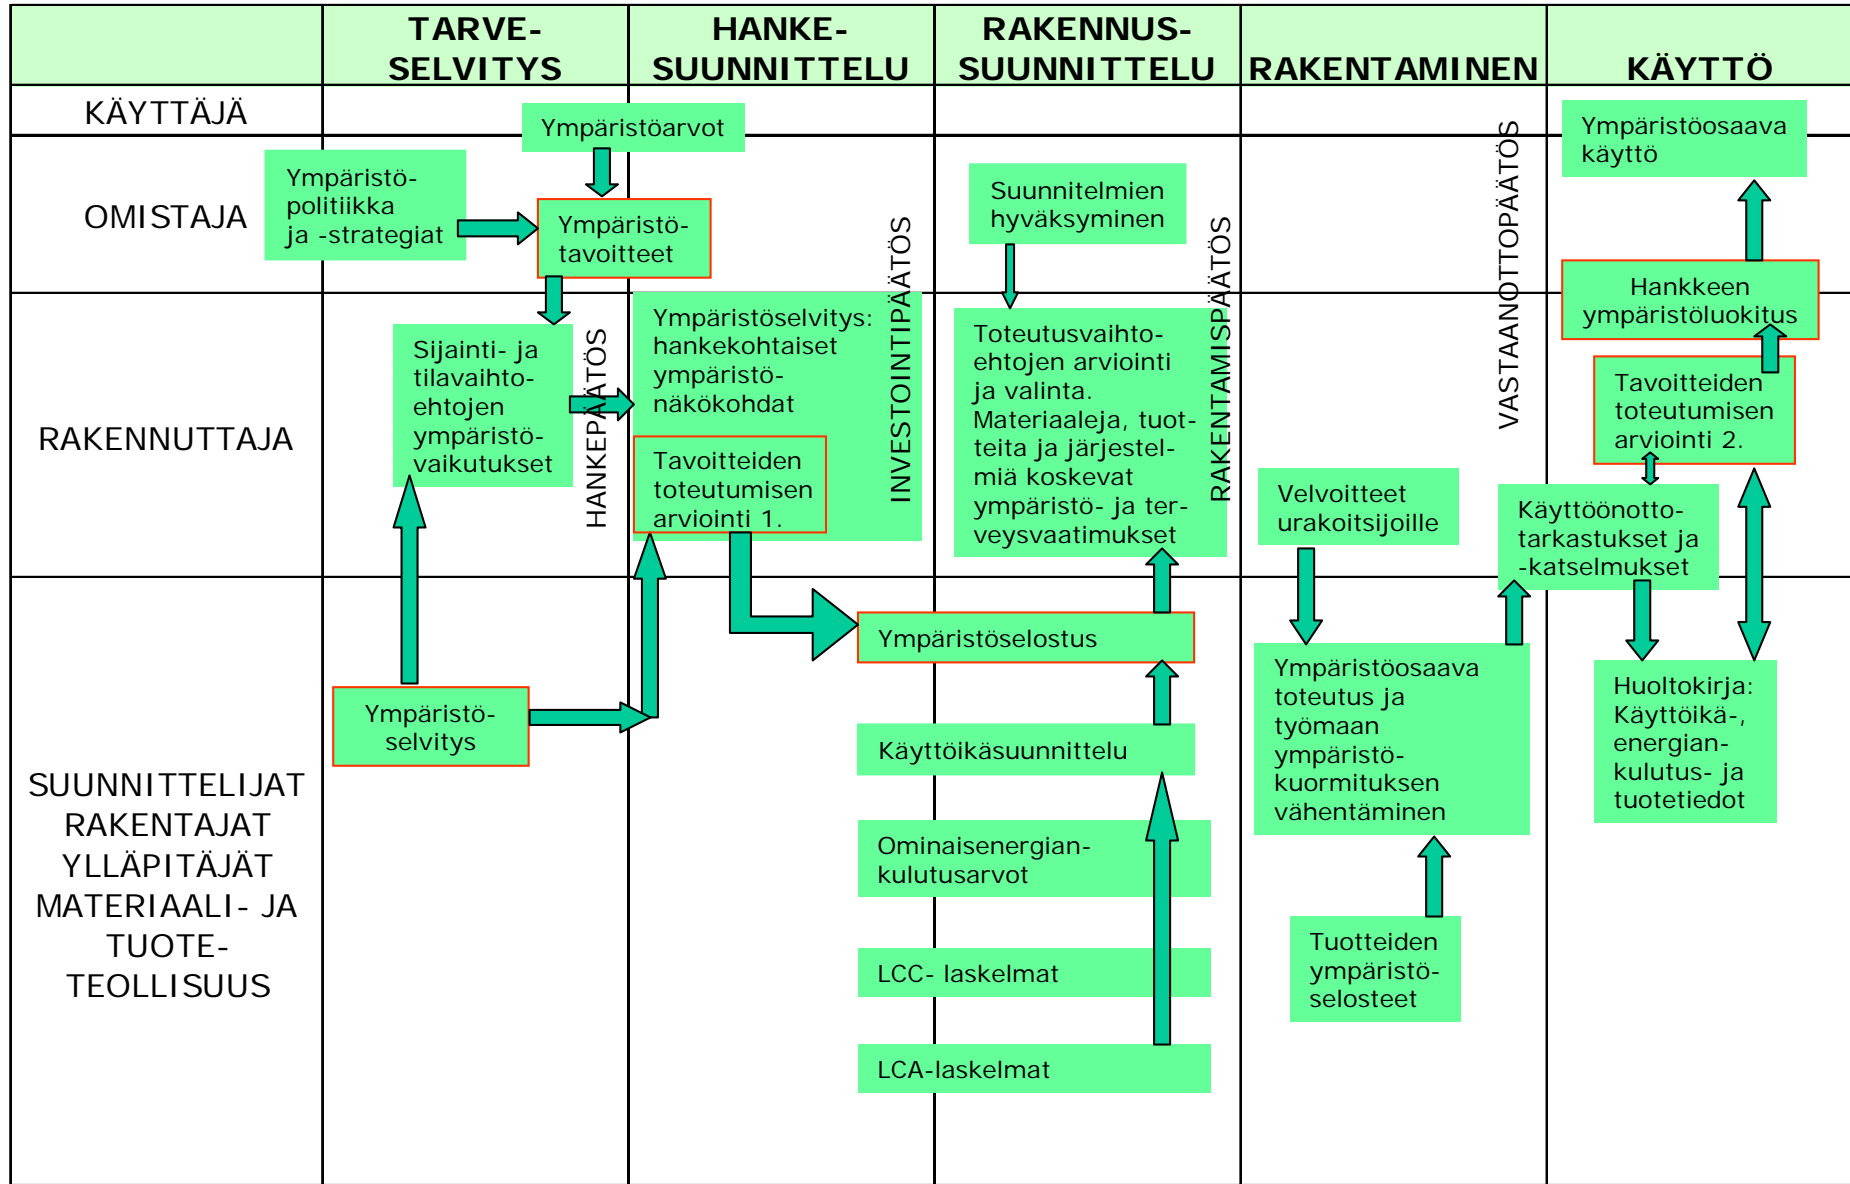 TARVE-
SELVITYS
HANKE-
SUUNNITTELU
RAKENNUS-
SUUNNITTELU
RAKENTAMINEN
KÄYTTÖ
KÄYTTÄJÄ
Ympäristöarvot
Ympäristöosaava
käyttö
OMISTAJA
Ympäristö-
politiikka
ja -strategiat
Ympäristö-
tavoitteet
Suunnitelmien
hyväksyminen
Hankkeen
ympäristöluokitus
RAKENNUTTAJA
Sijainti- ja
tilavaihto-
ehtojen
ympäristö-
vaikutukset
HANKEPÄÄTÖS
Ympäristöselvitys:
hankekohtaiset
ympäristö-
näkökohdat
Tavoitteiden
toteutumisen
arviointi 1.
INVESTOINTIPÄÄTÖS
Toteutusvaihto-
ehtojen arviointi
ja valinta.
Materiaaleja, tuot-
teita ja järjestel-
miä koskevat
ympäristö- ja ter-
veysvaatimukset
RAKENTAMISPÄÄTÖS
Velvoitteet
urakoitsijoille
VASTAANOTTOPÄÄTÖS
Tavoitteiden
toteutumisen
arviointi 2.
Käyttöönotto-
tarkastukset ja
-katselmukset
SUUNNITTELIJAT
RAKENTAJAT
YLLÄPITÄJÄT
MATERIAALI- JA
TUOTE-
TEOLLISUUS
Ympäristö-
selvitys
Ympäristöselostus
Käyttöikäsuunnittelu
Ominaisenergian-
kulutusarvot
LCC- laskelmat
LCA-laskelmat
Ympäristöosaava
toteutus ja
työmaan
ympäristö-
kuormituksen
vähentäminen
Tuotteiden
ympäristö-
selosteet
Huoltokirja:
Käyttöikä-,
energian-
kulutus- ja
tuotetiedot